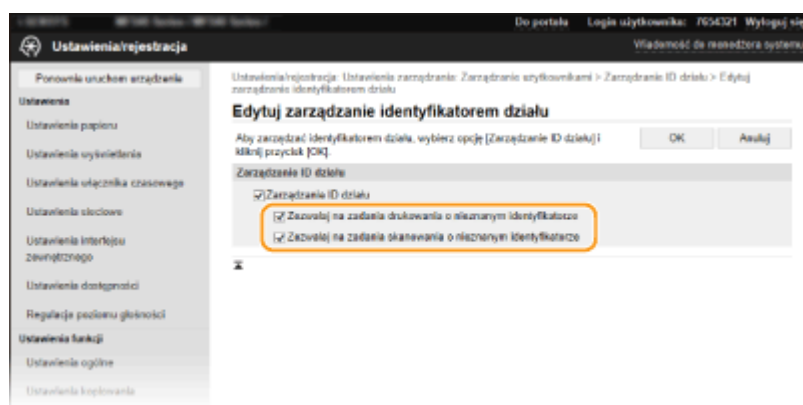 Do portalu Login użytkownika: 7654321 Wyloguj się
Ustawienia/rejestracja
Wiadomość do menedżera systemu
Ponownie uruchom urządzenie
Ustawienia/rejestracja: Ustawienia zarządzania: Zarządzanie użytkownikami > Zarządzanie ID działu > Edytuj
zarządzanie identyfikatorem działu
Ustawienia
Edytuj zarządzanie identyfikatorem działu
Ustawienia papieru
Aby zarządzać identyfikatorem działu, wybierz opcję [Zarządzanie ID działu] i
kliknij przycisk [OK].
OK Anuluj
Ustawienia wyświetlania
Zarządzanie ID działu
Ustawienia włącznika czasowego
Zarządzanie ID działu
Ustawienia sieciowe
Zezwalaj na zadania drukowania o nieznanym identyfikatorze
Zezwalaj na zadania skanowania o nieznanym identyfikatorze
Ustawienia interfejsu
zewnętrznego
Ustawienia dostępności
Regulacja poziomu głośności
Ustawienia funkcji
Ustawienia ogólne
Ustawienia kopiowania